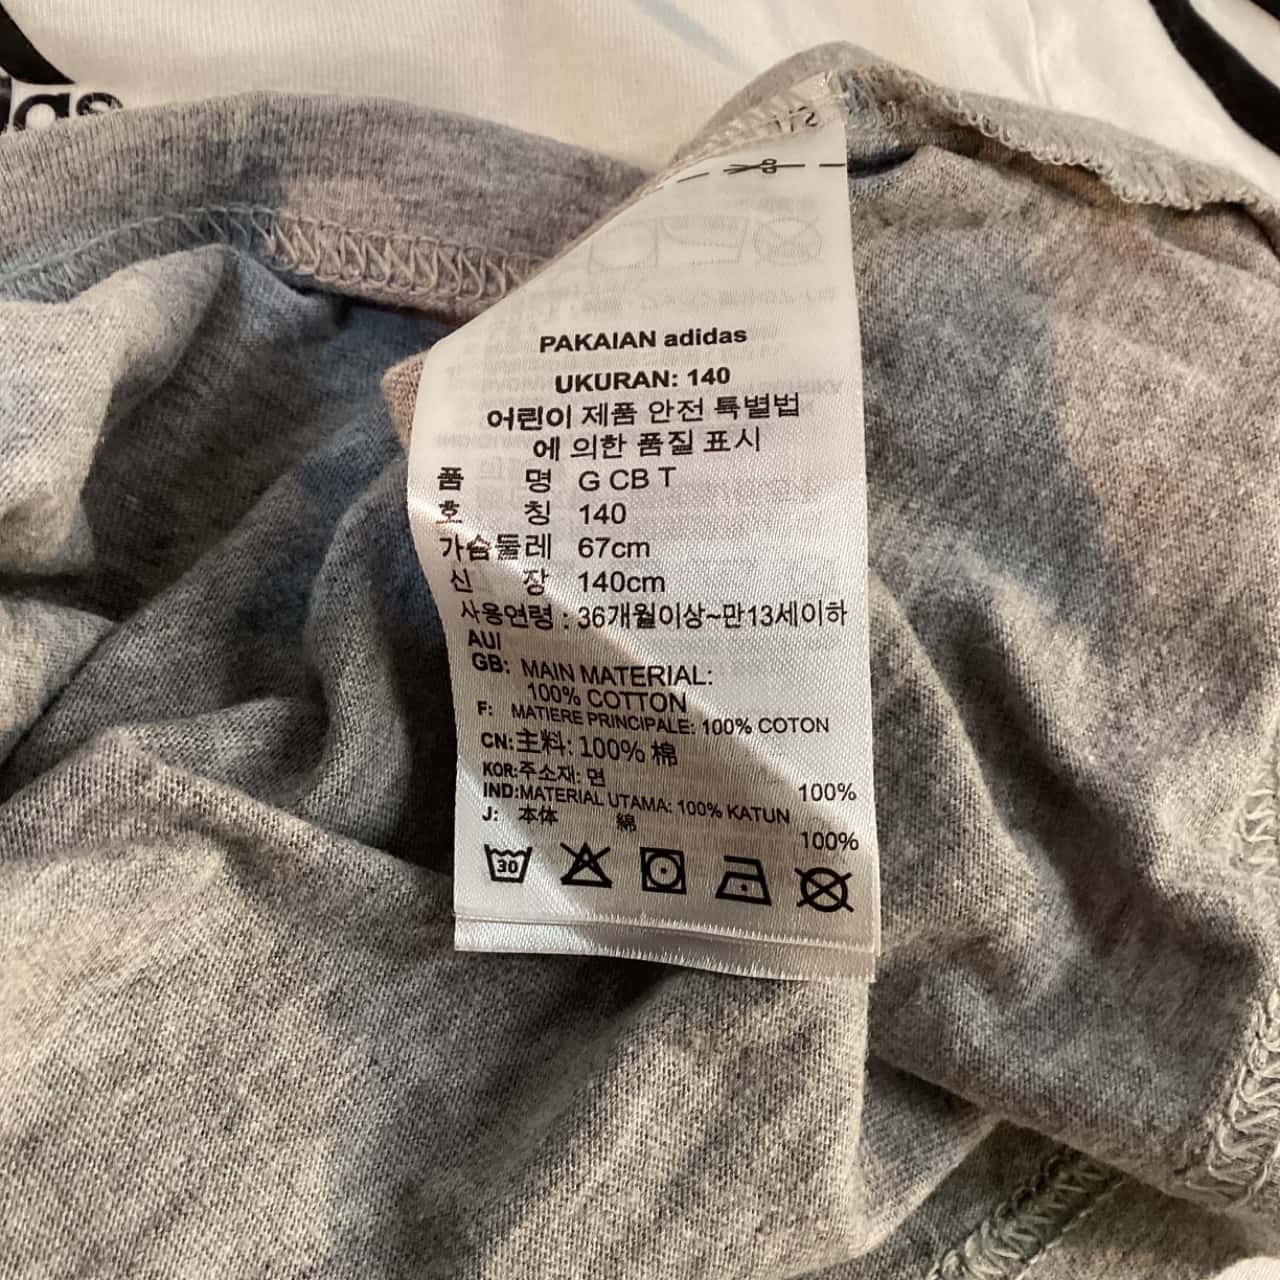 PAKAIAN adidas
UKURAN: 140
어린이 제품 안전 특별법
에 의한 품질 표시
품 명 G CB T
호 칭 140
가슴둘레 67cm
신 장 140cm
사용연령 : 36개월이상~만13세이하
AU/
GB: MAIN MATERIAL:
100% COTTON
F: MATIERE PRINCIPALE: 100% COTON
CN:主料: 100% 棉
KOR:주소재: 면 100%
IND:MATERIAL UTAMA: 100% KATUN
J: 本体 綿 100%
30